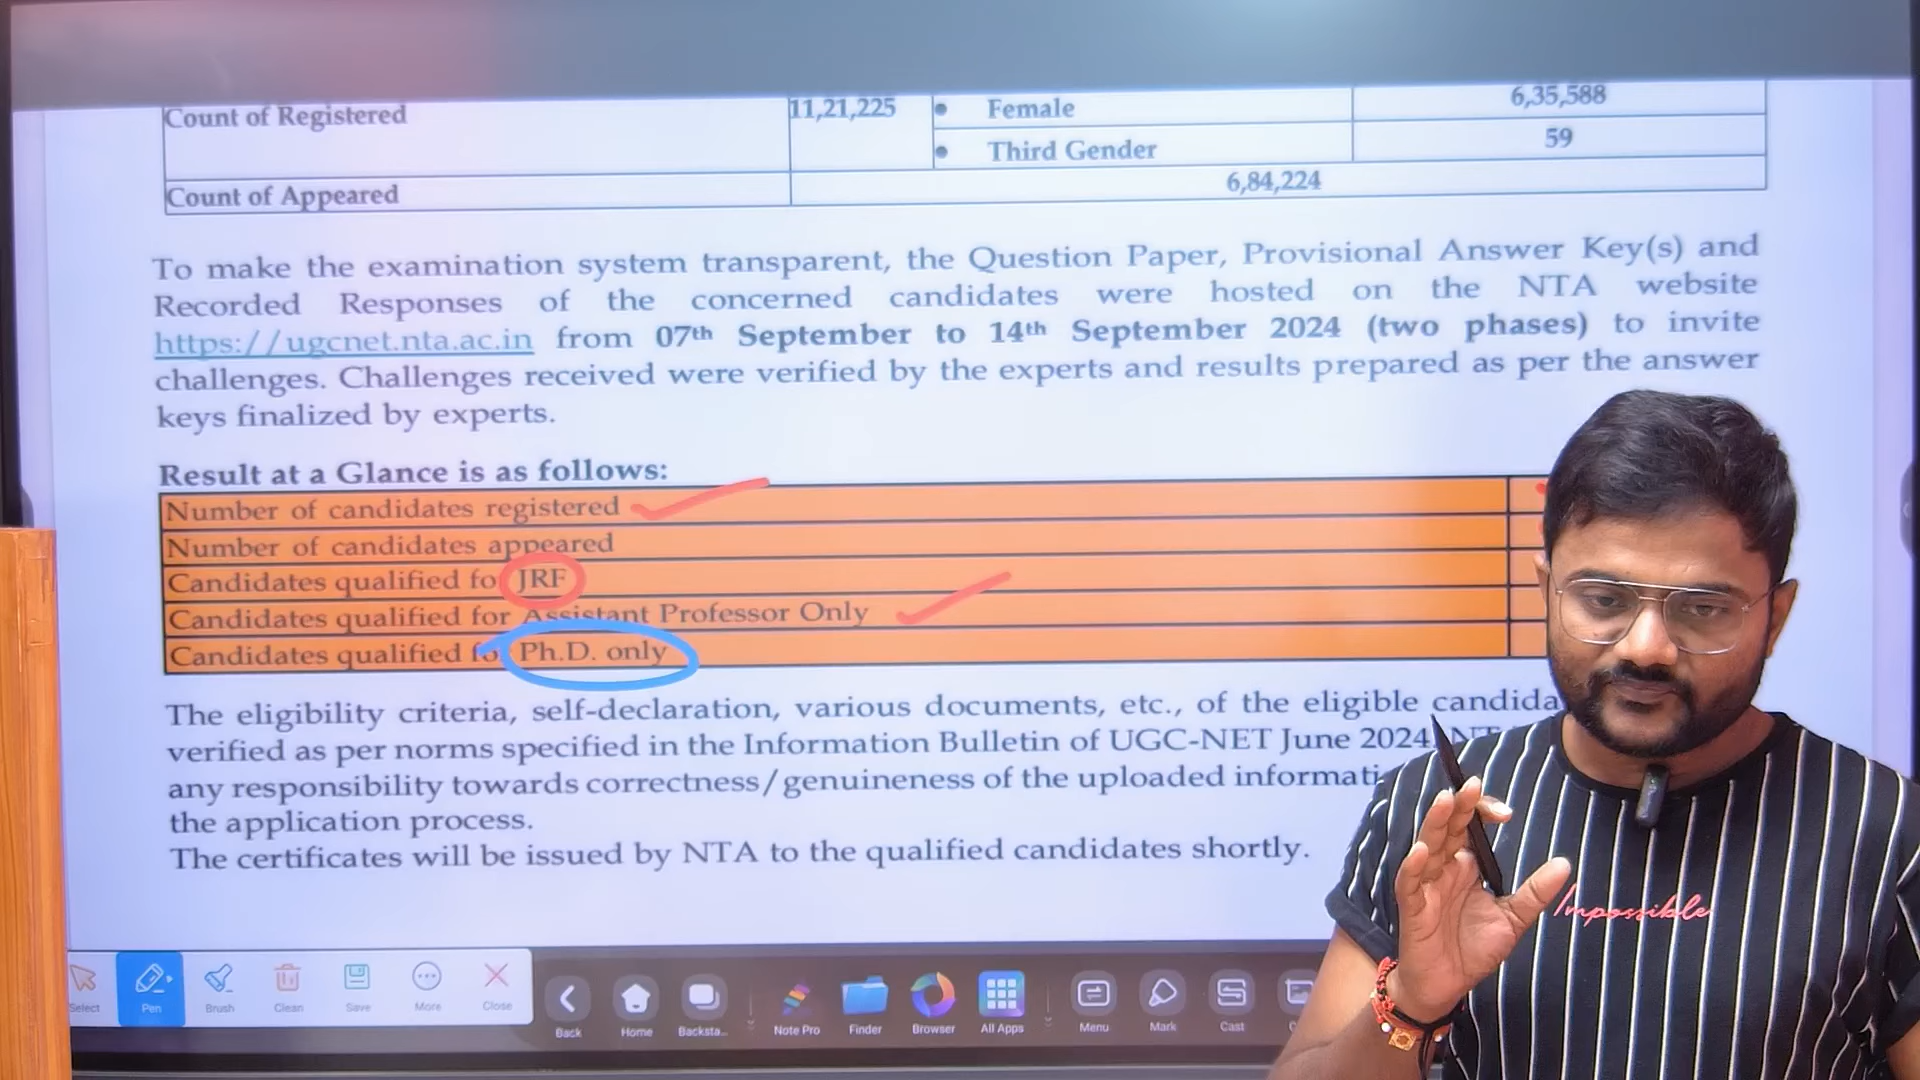 Count of Registered 11,21,225 • Female 6,35,588
• Third Gender 59
Count of Appeared 6,84,224
To make the examination system transparent, the Question Paper, Provisional Answer Key(s) and
Recorded Responses of the concerned candidates were hosted on the NTA website
https://ugcnet.nta.ac.in from 07th September to 14th September 2024 (two phases) to invite
challenges. Challenges received were verified by the experts and results prepared as per the answer
keys finalized by experts.
Result at a Glance is as follows:
Number of candidates registered
Number of candidates appeared
Candidates qualified fo JRF
Candidates qualified for Assistant Professor Only
Candidates qualified fo Ph.D. only
The eligibility criteria, self-declaration, various documents, etc., of the eligible candida
verified as per norms specified in the Information Bulletin of UGC-NET June 2024.
any responsibility towards correctness/genuineness of the uploaded informati
the application process.
The certificates will be issued by NTA to the qualified candidates shortly.
Impossible
Select Pen Brush Clean Save More Close
Back Home Backsta... Note Pro Finder Browser All Apps Menu Mark Cast